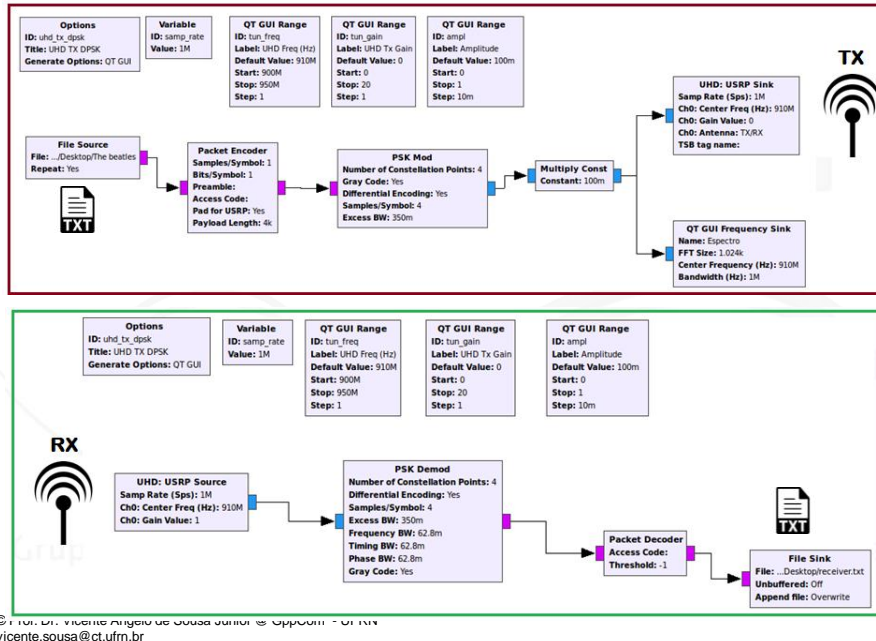 Options
ID: uhd_tx_dpsk
Title: UHD TX DPSK
Generate Options: QT GUI
Variable
ID: samp_rate
Value: 1M
QT GUI Range
ID: tun_freq
Label: UHD Freq (Hz)
Default Value: 910M
Start: 900M
Stop: 950M
Step: 1
QT GUI Range
ID: tun_gain
Label: UHD Tx Gain
Default Value: 0
Start: 0
Stop: 20
Step: 1
QT GUI Range
ID: ampl
Label: Amplitude
Default Value: 100m
Start: 0
Stop: 1
Step: 10m
TX
UHD: USRP Sink
Samp Rate (Sps): 1M
Ch0: Center Freq (Hz): 910M
Ch0: Gain Value: 0
Ch0: Antenna: TX/RX
TSB tag name:
File Source
File: .../Desktop/The beatles
Repeat: Yes
TXT
Packet Encoder
Samples/Symbol: 1
Bits/Symbol: 1
Preamble:
Access Code:
Pad for USRP: Yes
Payload Length: 4k
PSK Mod
Number of Constellation Points: 4
Gray Code: Yes
Differential Encoding: Yes
Samples/Symbol: 4
Excess BW: 350m
Multiply Const
Constant: 100m
QT GUI Frequency Sink
Name: Espectro
FFT Size: 1.024k
Center Frequency (Hz): 910M
Bandwidth (Hz): 1M
Options
ID: uhd_tx_dpsk
Title: UHD TX DPSK
Generate Options: QT GUI
Variable
ID: samp_rate
Value: 1M
QT GUI Range
ID: tun_freq
Label: UHD Freq (Hz)
Default Value: 910M
Start: 900M
Stop: 950M
Step: 1
QT GUI Range
ID: tun_gain
Label: UHD Tx Gain
Default Value: 0
Start: 0
Stop: 20
Step: 1
QT GUI Range
ID: ampl
Label: Amplitude
Default Value: 100m
Start: 0
Stop: 1
Step: 10m
RX
UHD: USRP Source
Samp Rate (Sps): 1M
Ch0: Center Freq (Hz): 910M
Ch0: Gain Value: 1
PSK Demod
Number of Constellation Points: 4
Differential Encoding: Yes
Samples/Symbol: 4
Excess BW: 350m
Frequency BW: 62.8m
Timing BW: 62.8m
Phase BW: 62.8m
Gray Code: Yes
Packet Decoder
Access Code:
Threshold: -1
TXT
File Sink
File: ...Desktop/receiver.txt
Unbuffered: Off
Append file: Overwrite
© Prof. Dr. Vicente Angelo de Sousa Junior @ GppCom - UFRN
vicente.sousa@ct.ufrn.br